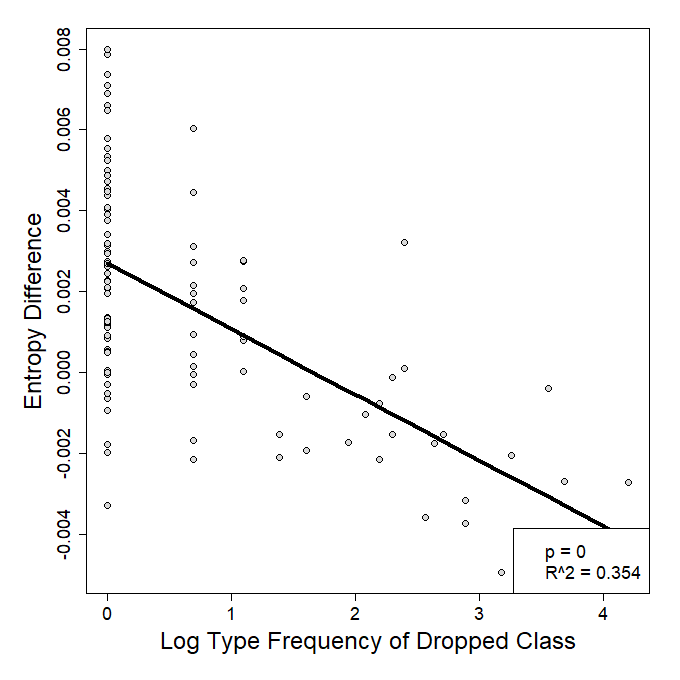 0.008
0.006
0.004
0.002
0.000
-0.002
-0.004
Entropy Difference
p = 0
R^2 = 0.354
0 1 2 3 4
Log Type Frequency of Dropped Class